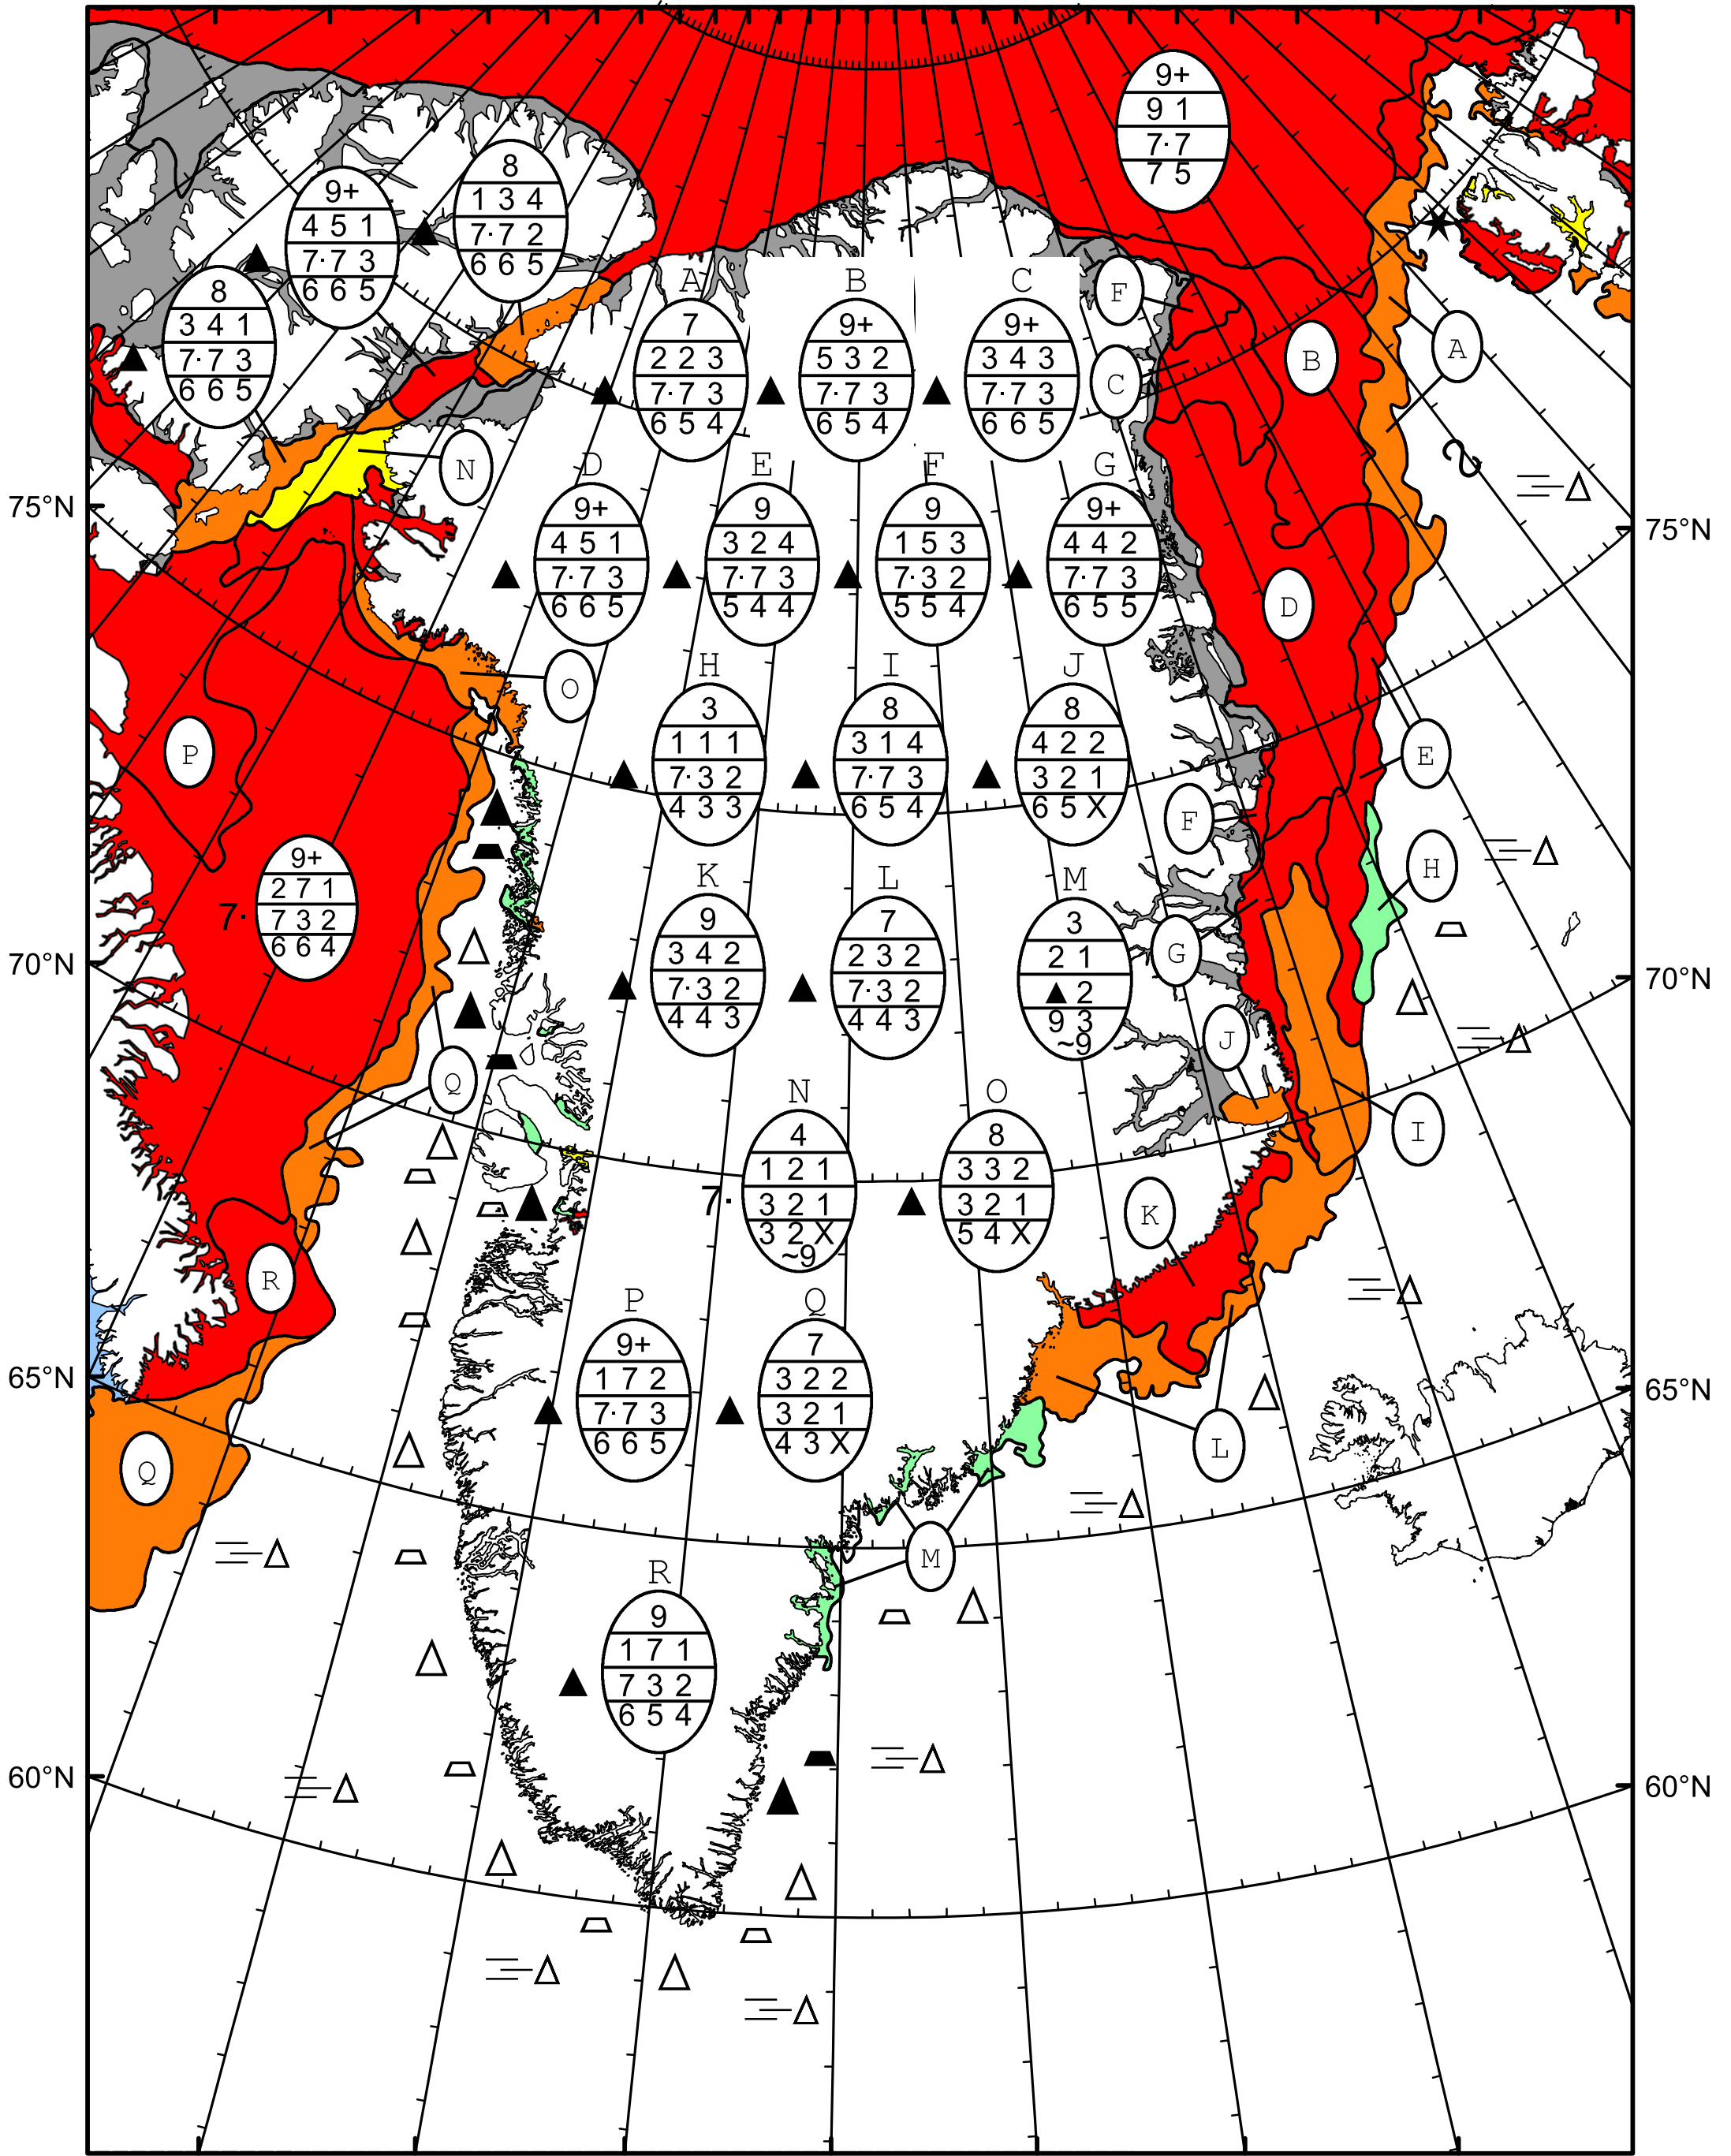 9+
9 1
7· 7
7 5
8
1 3 4
7· 7 2
6 6 5
9+
4 5 1
7· 7 3
6 6 5
8
3 4 1
7· 7 3
6 6 5
A
7
2 2 3
7· 7 3
6 5 4
B
9+
5 3 2
7· 7 3
6 5 4
C
9+
3 4 3
7· 7 3
6 6 5
F
C
B
A
N
75°N
75°N
D
9+
4 5 1
7· 7 3
6 6 5
E
9
3 2 4
7· 7 3
5 4 4
F
9
1 5 3
7· 3 2
5 5 4
G
9+
4 4 2
7· 7 3
6 5 5
D
O
P
E
H
3
1 1 1
7· 3 2
4 3 3
I
8
3 1 4
7· 7 3
6 5 4
J
8
4 2 2
3 2 1
6 5 X
F
H
9+
2 7 1
7· 7 3 2
6 6 4
K
9
3 4 2
7· 3 2
4 4 3
L
7
2 3 2
7· 3 2
4 4 3
M
3
2 1
▲ 2
9 3
~9
G
70°N
70°N
J
Q
I
N
4
1 2 1
7· 3 2 1
3 2 X
~9
O
8
3 3 2
3 2 1
5 4 X
K
R
P
9+
1 7 2
7· 7 3
6 6 5
Q
7
3 2 2
3 2 1
4 3 X
65°N
65°N
L
Q
M
R
9
1 7 1
7 3 2
6 5 4
60°N
60°N